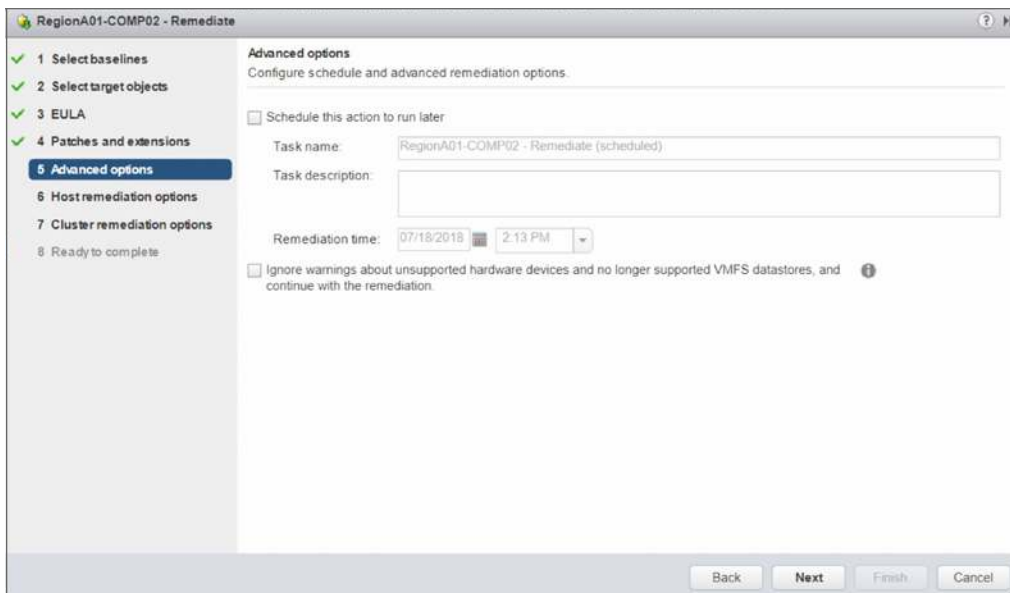 RegionA01-COMP02 - Remediate
?
1 Select baselines
2 Select target objects
3 EULA
4 Patches and extensions
5 Advanced options
6 Host remediation options
7 Cluster remediation options
8 Ready to complete
Advanced options
Configure schedule and advanced remediation options.
Schedule this action to run later
Task name: RegionA01-COMP02 - Remediate (scheduled)
Task description:
Remediation time: 07/18/2018 2:13 PM
Ignore warnings about unsupported hardware devices and no longer supported VMFS datastores, and
continue with the remediation.
Back Next Finish Cancel